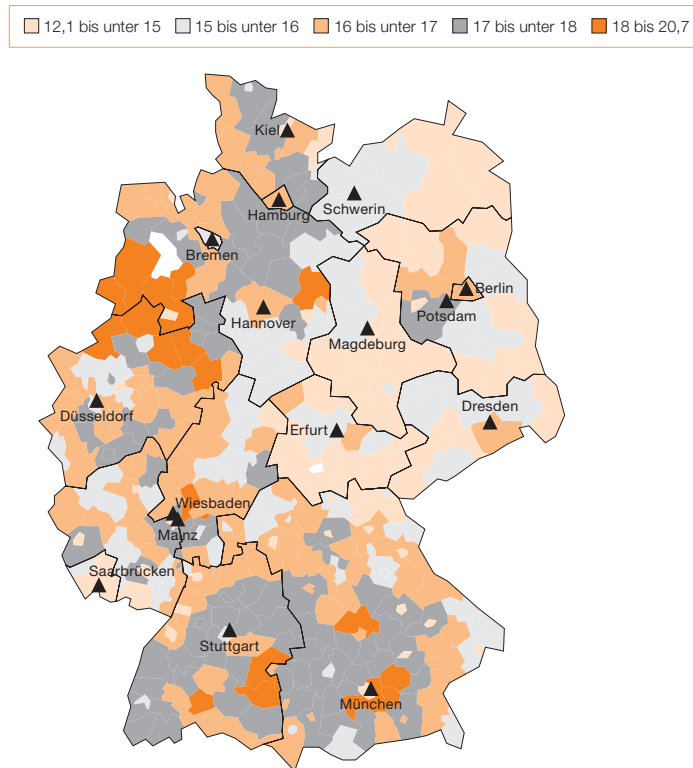 12,1 bis unter 15 15 bis unter 16 16 bis unter 17 17 bis unter 18 18 bis 20,7
Kiel
Schwerin
Hamburg
Bremen
Berlin
Potsdam
Hannover
Magdeburg
Düsseldorf
Dresden
Erfurt
Wiesbaden
Mainz
Saarbrücken
Stuttgart
München